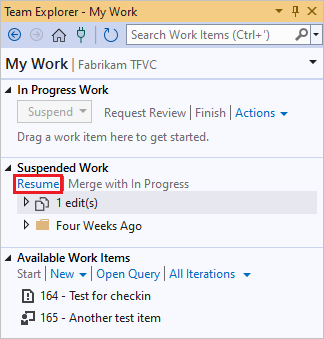 Team Explorer - My Work
Search Work Items (Ctrl+')
My Work | Fabrikam TFVC
In Progress Work
Suspend | Request Review | Finish | Actions
Drag a work item here to get started.
Suspended Work
Resume | Merge with In Progress
1 edit(s)
Four Weeks Ago
Available Work Items
Start | New | Open Query | All Iterations
164 - Test for checkin
165 - Another test item